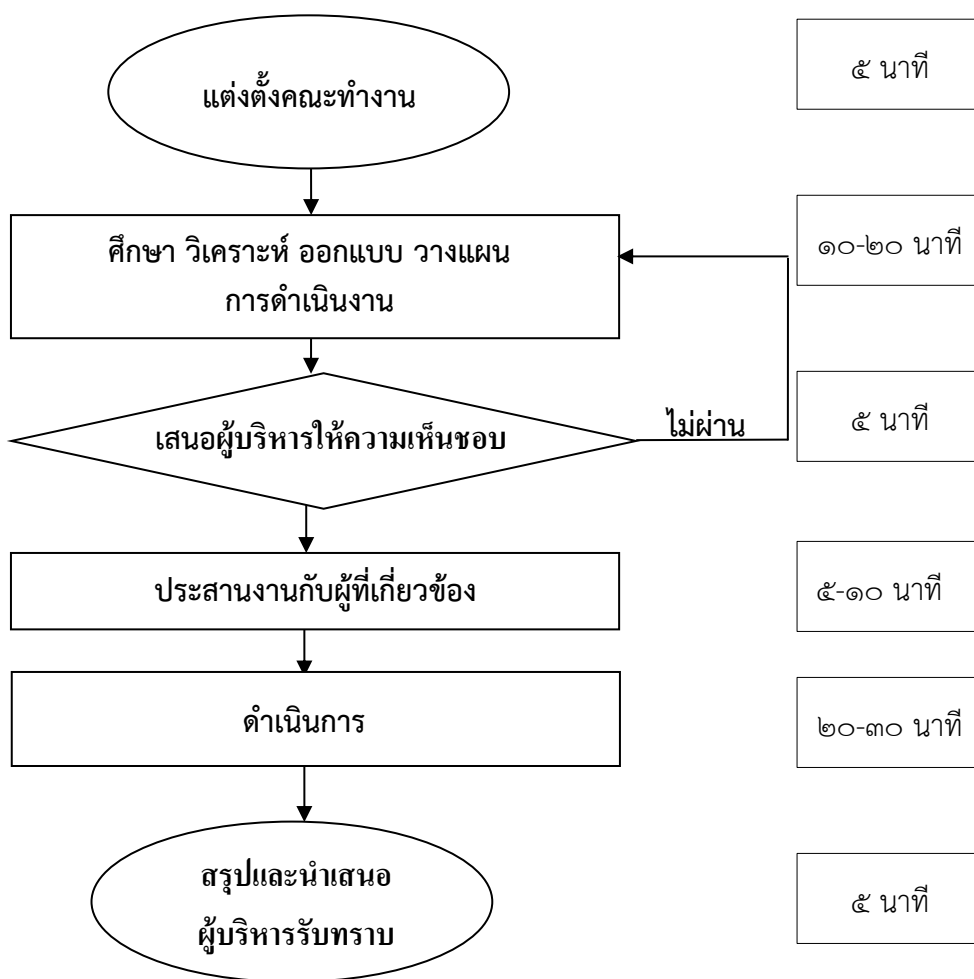 แต่งตั้งคณะทำงาน
๕ นาที
ศึกษา วิเคราะห์ ออกแบบ วางแผน
การดำเนินงาน
๑๐-๒๐ นาที
เสนอผู้บริหารให้ความเห็นชอบ
ไม่ผ่าน
๕ นาที
ประสานงานกับผู้ที่เกี่ยวข้อง
๕-๑๐ นาที
ดำเนินการ
๒๐-๓๐ นาที
สรุปและนำเสนอ
ผู้บริหารรับทราบ
๕ นาที